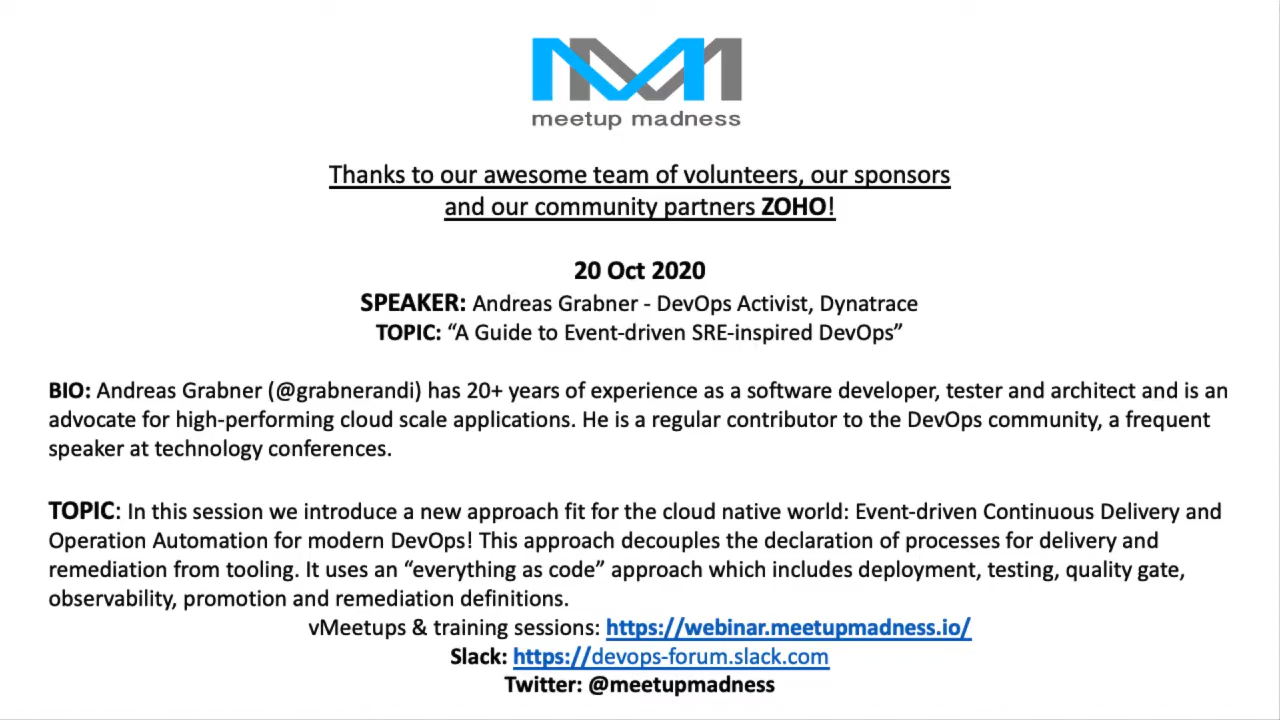 meetup madness
Thanks to our awesome team of volunteers, our sponsors
and our community partners ZOHO!
20 Oct 2020
SPEAKER: Andreas Grabner - DevOps Activist, Dynatrace
TOPIC: “A Guide to Event-driven SRE-inspired DevOps”
BIO: Andreas Grabner (@grabnerandi) has 20+ years of experience as a software developer, tester and architect and is an
advocate for high-performing cloud scale applications. He is a regular contributor to the DevOps community, a frequent
speaker at technology conferences.
TOPIC: In this session we introduce a new approach fit for the cloud native world: Event-driven Continuous Delivery and
Operation Automation for modern DevOps! This approach decouples the declaration of processes for delivery and
remediation from tooling. It uses an “everything as code” approach which includes deployment, testing, quality gate,
observability, promotion and remediation definitions.
vMeetups & training sessions: https://webinar.meetupmadness.io/
Slack: https://devops-forum.slack.com
Twitter: @meetupmadness